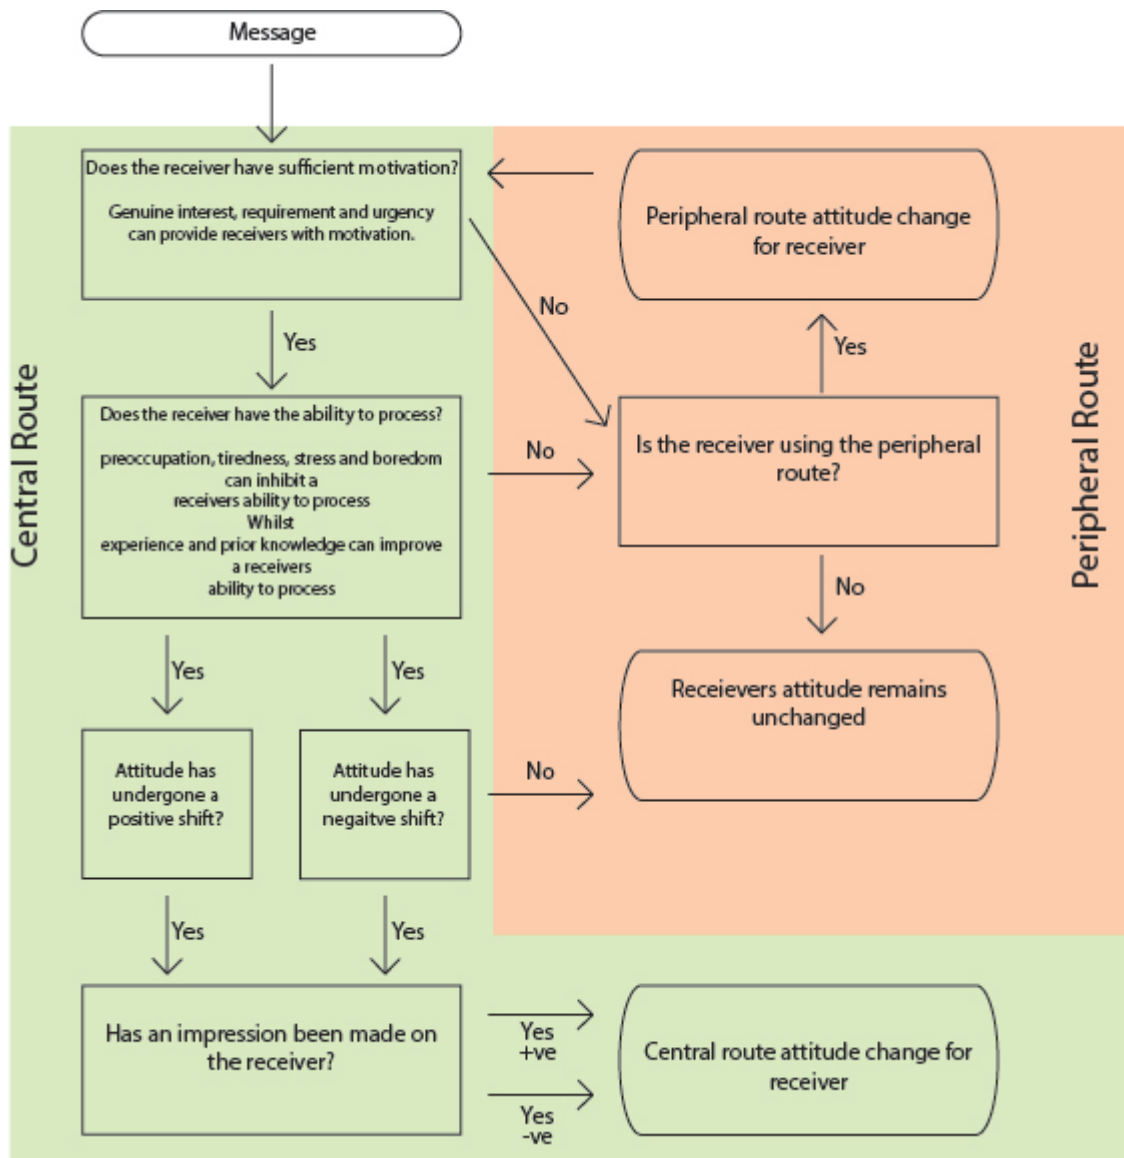 Message
Does the receiver have sufficient motivation?
Genuine interest, requirement and urgency
can provide receivers with motivation.
Peripheral route attitude change
for receiver
No
Yes
Yes
Central Route
Peripheral Route
Does the receiver have the ability to process?
preoccupation, tiredness, stress and boredom
can inhibit a
receivers ability to process
Whilst
experience and prior knowledge can improve
a receivers
ability to process
No
Is the receiver using the peripheral
route?
No
Yes
Yes
Receievers attitude remains
unchanged
Attitude has
undergone a
positive shift?
Attitude has
undergone a
negaitve shift?
No
Yes
Yes
Has an impression been made on
the receiver?
Yes
+ve
Yes
-ve
Central route attitude change for
receiver